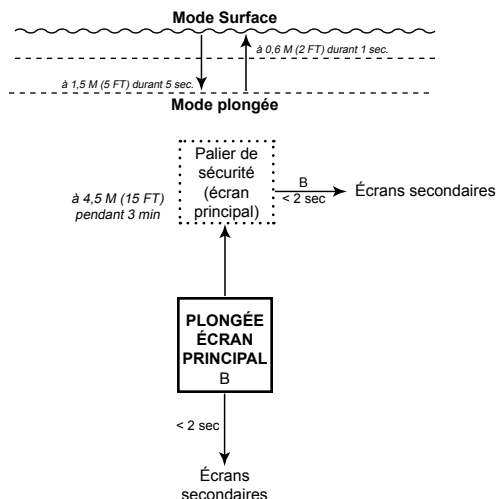 Mode Surface
à 0,6 M (2 FT) durant 1 sec.
à 1,5 M (5 FT) durant 5 sec.
Mode plongée
Palier de
sécurité
(écran
principal)
à 4,5 M (15 FT)
pendant 3 min
B
< 2 sec
Écrans secondaires
PLONGÉE
ÉCRAN
PRINCIPAL
B
< 2 sec
Écrans
secondaires